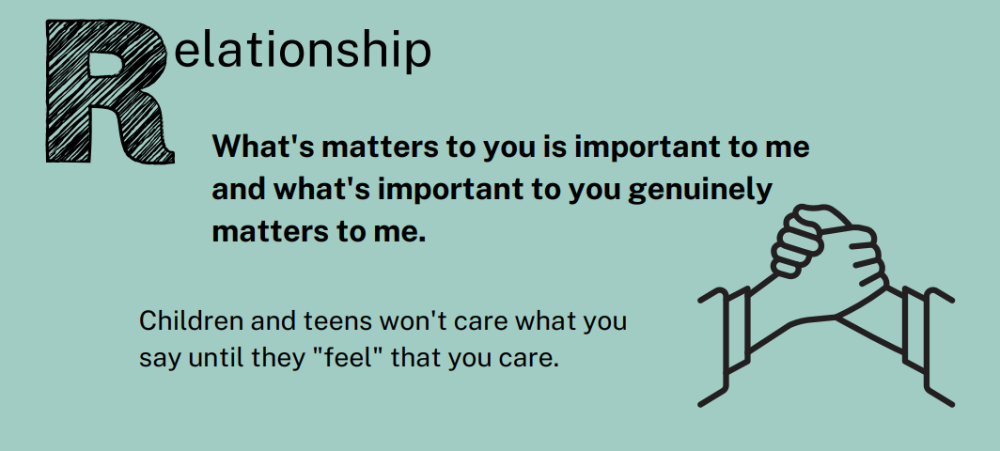 Relationship
What's matters to you is important to me
and what's important to you genuinely
matters to me.
Children and teens won't care what you
say until they "feel" that you care.